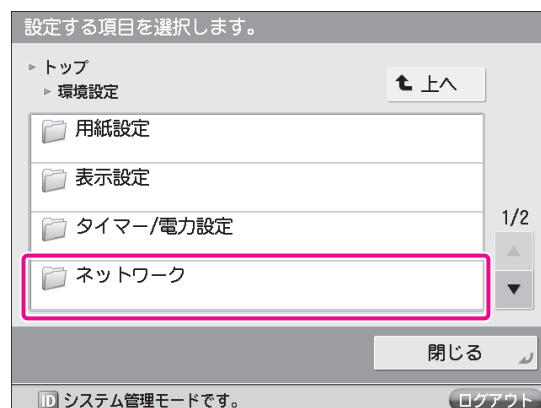 設定する項目を選択します。
トップ
環境設定
上へ
用紙設定
表示設定
タイマー/電力設定
1/2
ネットワーク
閉じる
ID システム管理モードです。
ログアウト